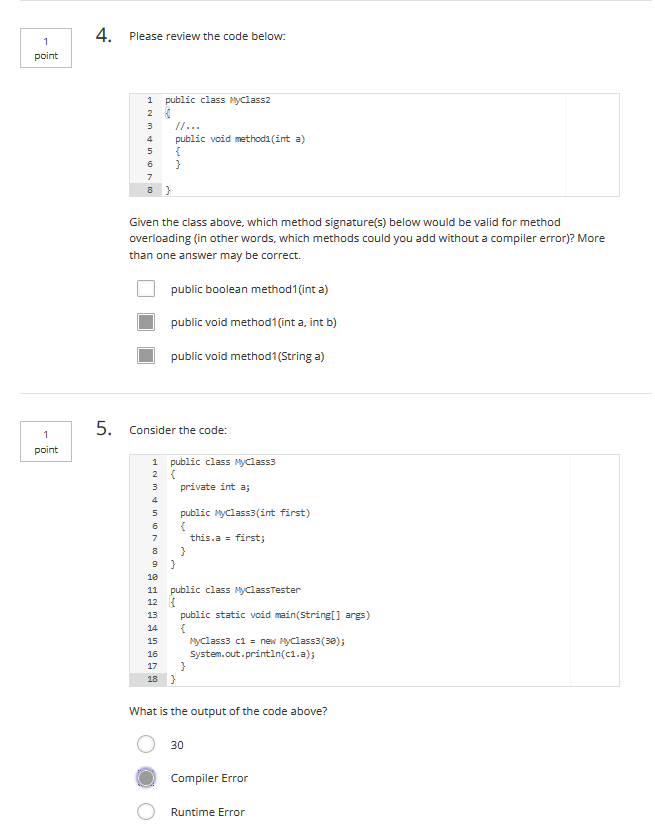 1
point
4. Please review the code below:
1 public class MyClass2
2 {
3 //...
4 public void method1(int a)
5 {
6 }
7
8 }
Given the class above, which method signature(s) below would be valid for method
overloading (in other words, which methods could you add without a compiler error)? More
than one answer may be correct.
public boolean method1(int a)
public void method1(int a, int b)
public void method1(String a)
1
point
5. Consider the code:
1 public class MyClass3
2 {
3 private int a;
4
5 public MyClass3(int first)
6 {
7 this.a = first;
8 }
9 }
10
11 public class MyClassTester
12 {
13 public static void main(String[] args)
14 {
15 MyClass3 c1 = new MyClass3(30);
16 System.out.println(c1.a);
17 }
18 }
What is the output of the code above?
30
Compiler Error
Runtime Error